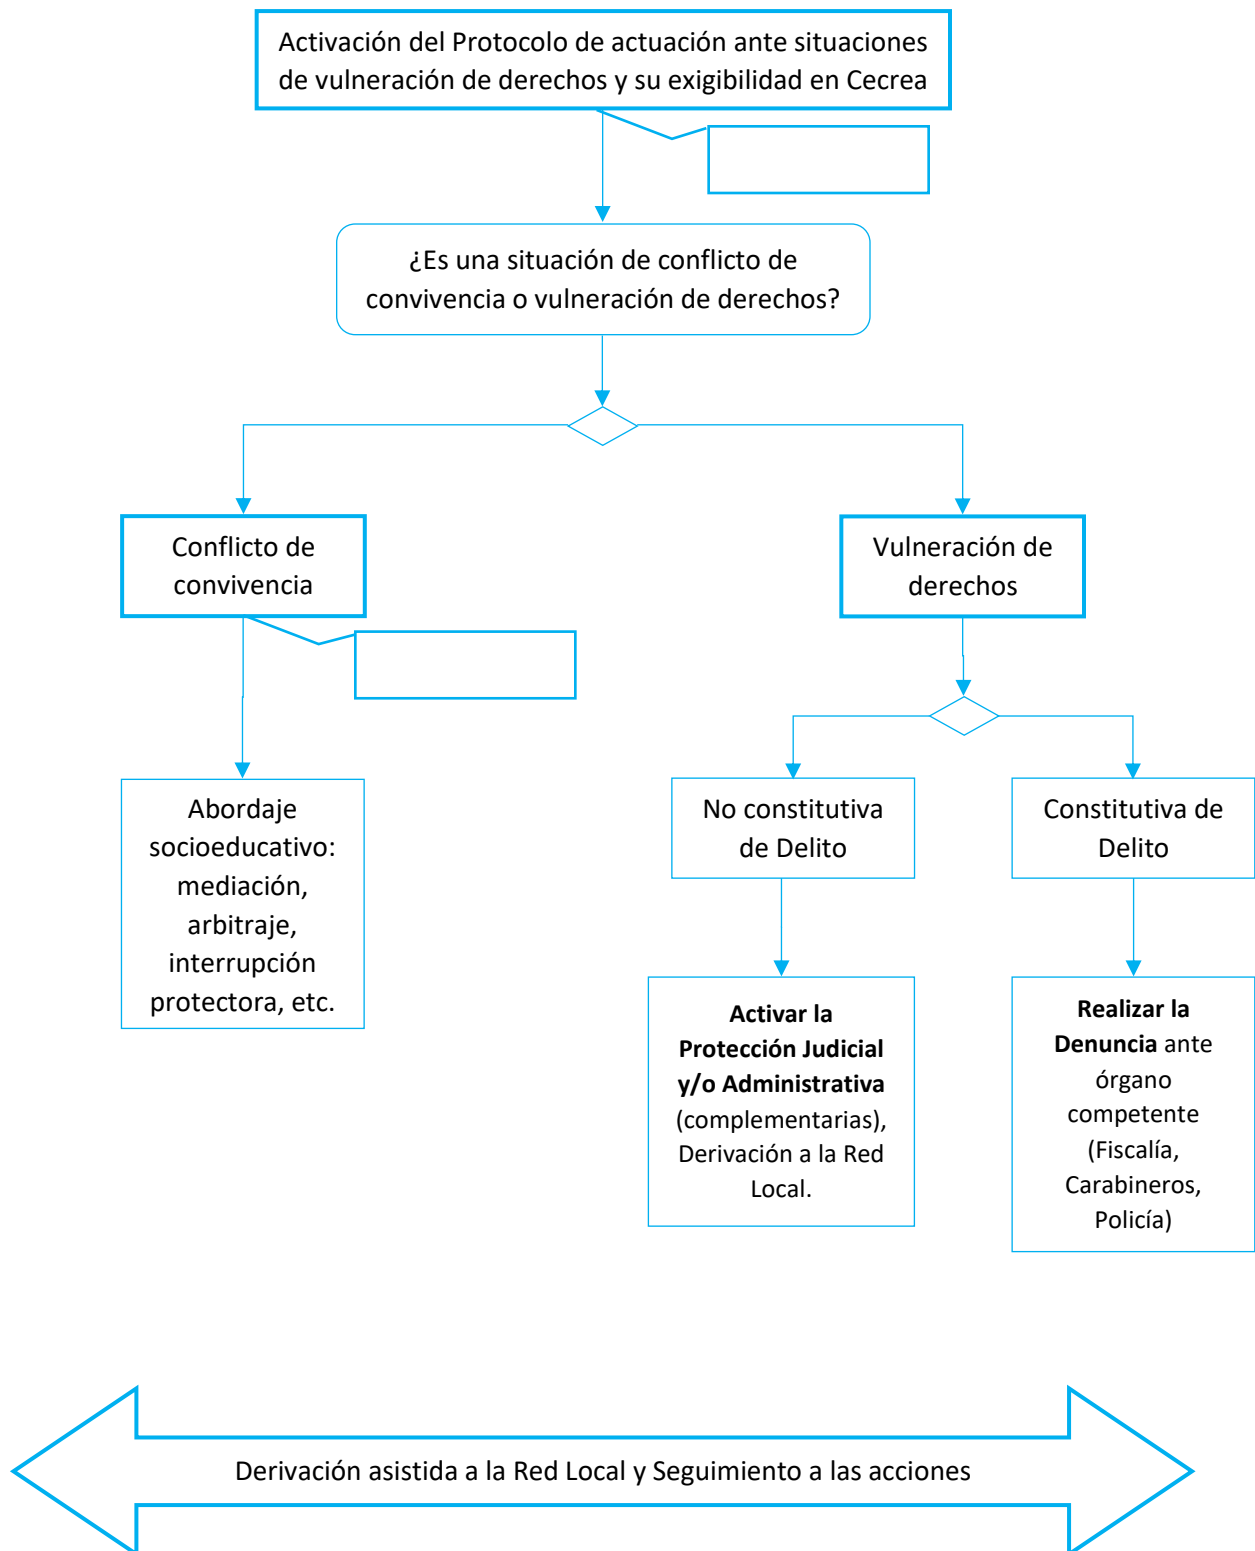 Activación del Protocolo de actuación ante situaciones
de vulneración de derechos y su exigibilidad en Cecrea
¿Es una situación de conflicto de
convivencia o vulneración de derechos?
Conflicto de
convivencia
Vulneración de
derechos
Abordaje
socioeducativo:
mediación,
arbitraje,
interrupción
protectora, etc.
No constitutiva
de Delito
Constitutiva de
Delito
Activar la
Protección Judicial
y/o Administrativa
(complementarias),
Derivación a la Red
Local.
Realizar la
Denuncia ante
órgano
competente
(Fiscalía,
Carabineros,
Policía)
Derivación asistida a la Red Local y Seguimiento a las acciones